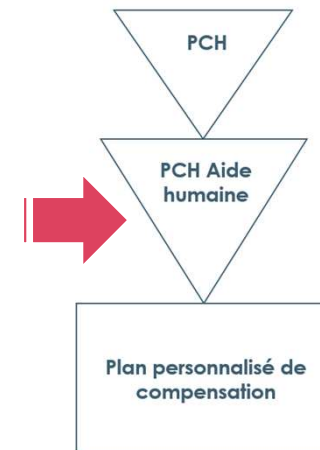 PCH
PCH Aide
humaine
Plan personnalisé de
compensation